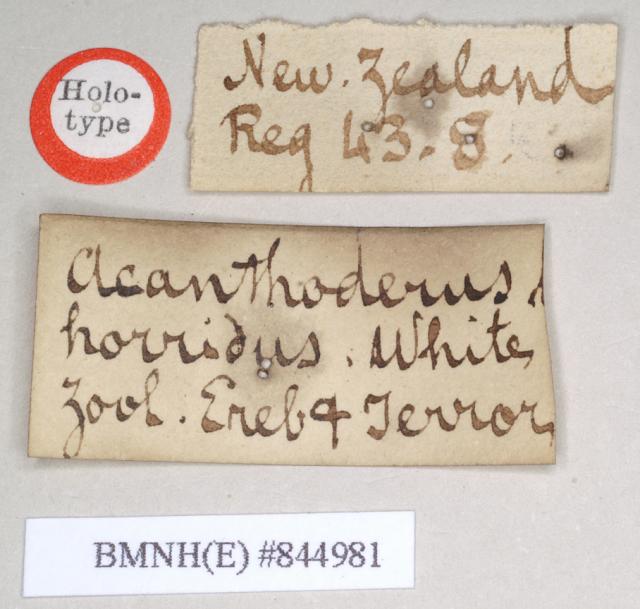 Holo-
type
New. Zealand
Reg 43. 8.
Acanthoderus
horridus. White
Zool. Ereb & Terror
BMNH(E) #844981